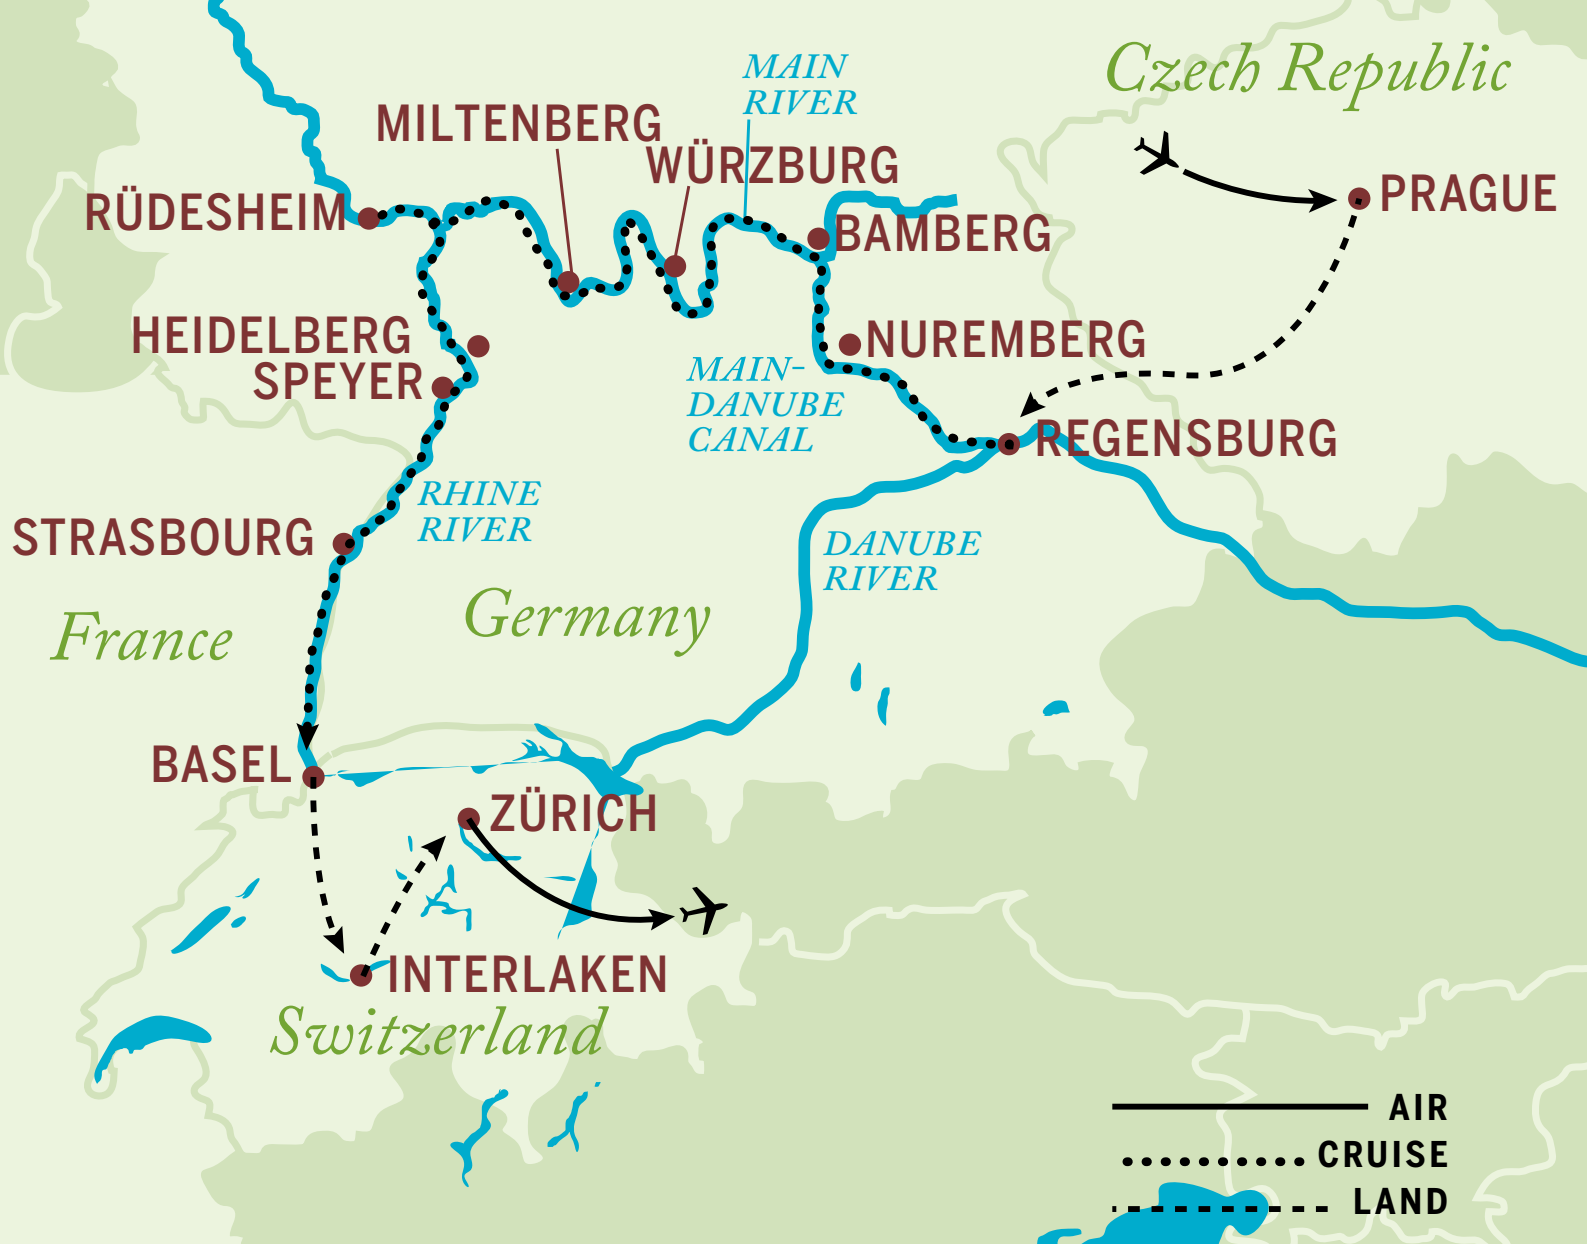 MAIN
RIVER
Czech Republic
MILTENBERG
WÜRZBURG
PRAGUE
RÜDESHEIM
BAMBERG
HEIDELBERG
NUREMBERG
SPEYER
MAIN-
DANUBE
CANAL
REGENSBURG
RHINE
RIVER
STRASBOURG
DANUBE
RIVER
Germany
France
BASEL
ZÜRICH
INTERLAKEN
Switzerland
AIR
CRUISE
LAND